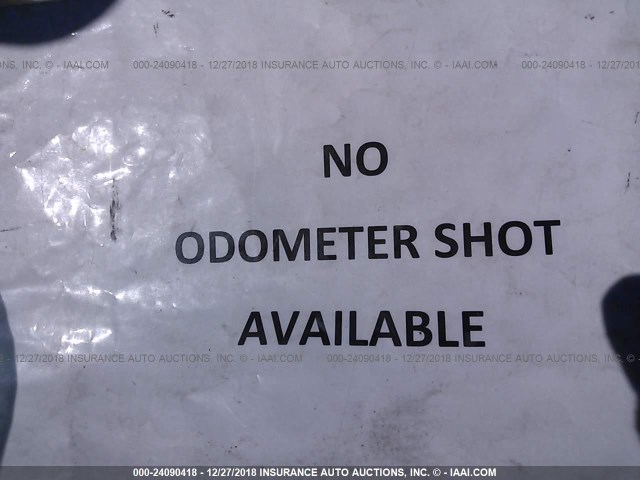 NS, INC. © - IAAI.COM 000-24090418 - 12/27/2018 INSURANCE AUTO AUCTIONS, INC. © - IAAI.COM 000-24090418 - 12/27/2018
NO
ODOMETER SHOT
AVAILABLE
12/27/2018 INSURANCE AUTO AUCTIONS, INC. © - IAAI.COM 000-24090418 - 12/27/2018 INSURANCE AUTO AUCTIONS, INC. © - IAAI.COM
000-24090418 - 12/27/2018 INSURANCE AUTO AUCTIONS, INC. © - IAAI.COM